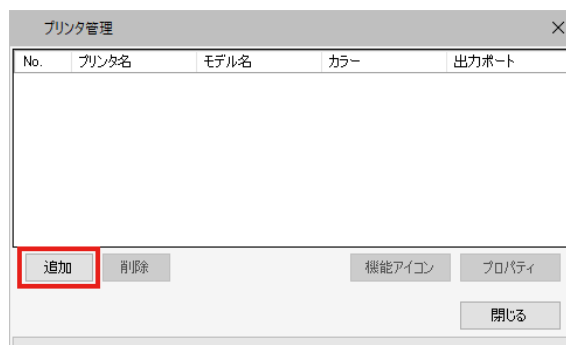 プリンタ管理
No. プリンタ名 モデル名 カラー 出力ポート
追加 削除 機能アイコン プロパティ
閉じる